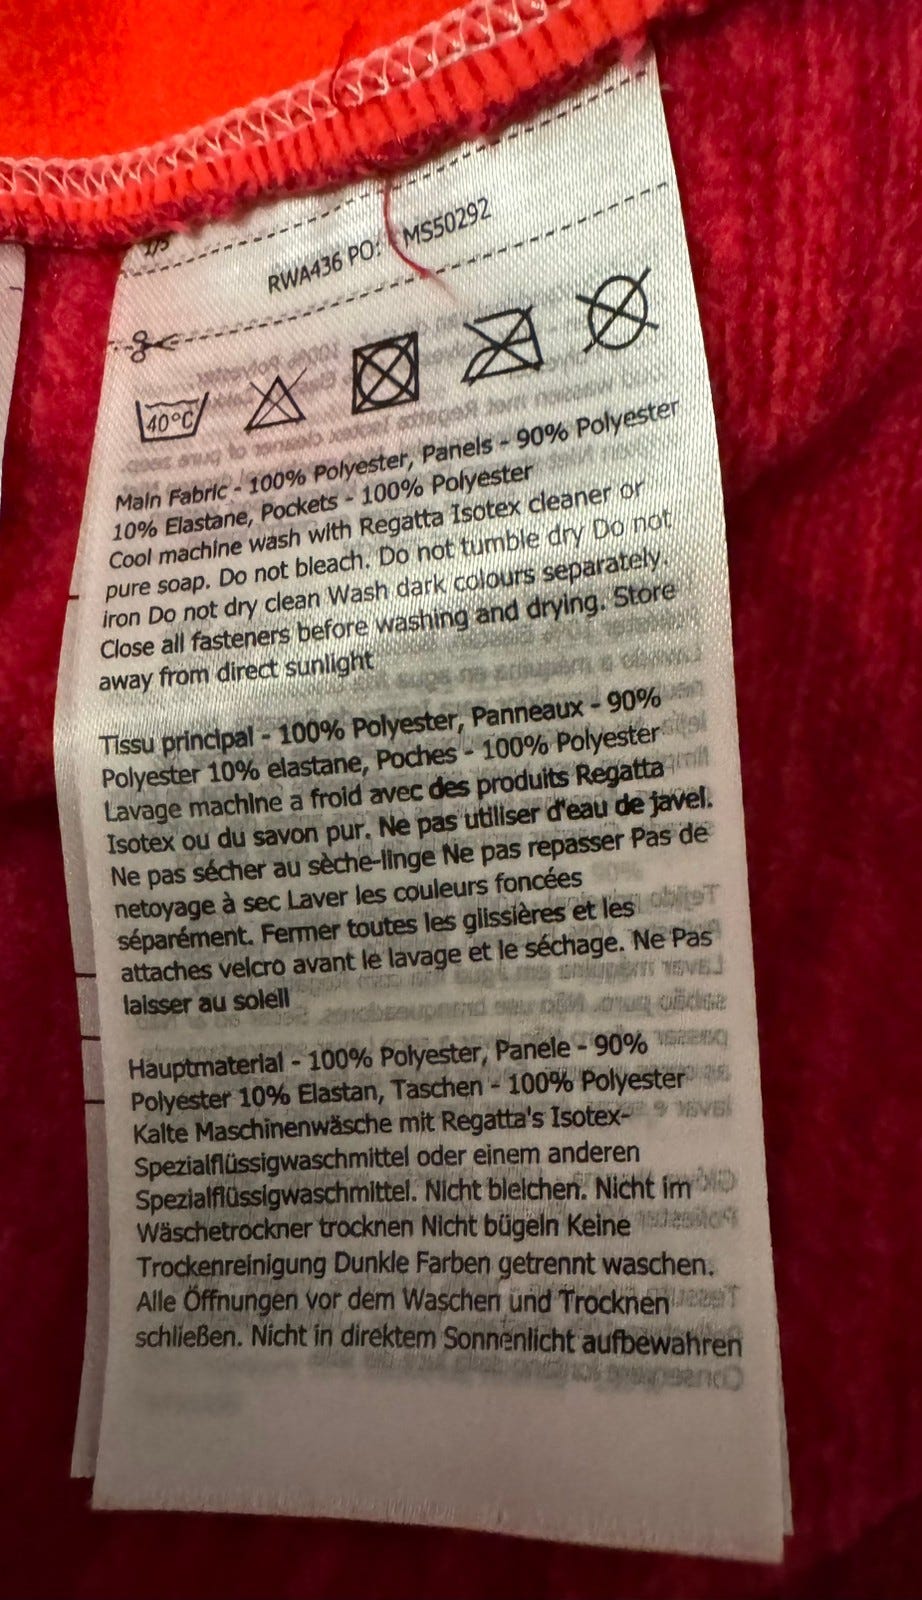 RWA436 PO: MS50292
40°C
Main Fabric - 100% Polyester, Panels - 90% Polyester
10% Elastane, Pockets - 100% Polyester
Cool machine wash with Regatta Isotex cleaner or
pure soap. Do not bleach. Do not tumble dry Do not
iron Do not dry clean Wash dark colours separately.
Close all fasteners before washing and drying. Store
away from direct sunlight
Tissu principal - 100% Polyester, Panneaux - 90%
Polyester 10% elastane, Poches - 100% Polyester
Lavage machine a froid avec des produits Regatta
Isotex ou du savon pur. Ne pas utiliser d'eau de javel.
Ne pas sécher au sèche-linge Ne pas repasser Pas de
netoyage à sec Laver les couleurs foncées
séparément. Fermer toutes les glissières et les
attaches velcro avant le lavage et le séchage. Ne Pas
laisser au soleil
Hauptmaterial - 100% Polyester, Panele - 90%
Polyester 10% Elastan, Taschen - 100% Polyester
Kalte Maschinenwäsche mit Regatta's Isotex-
Spezialflüssigwaschmittel oder einem anderen
Spezialflüssigwaschmittel. Nicht bleichen. Nicht im
Wäschetrockner trocknen Nicht bügeln Keine
Trockenreinigung Dunkle Farben getrennt waschen.
Alle Öffnungen vor dem Waschen und Trocknen
schließen. Nicht in direktem Sonnenlicht aufbewahren